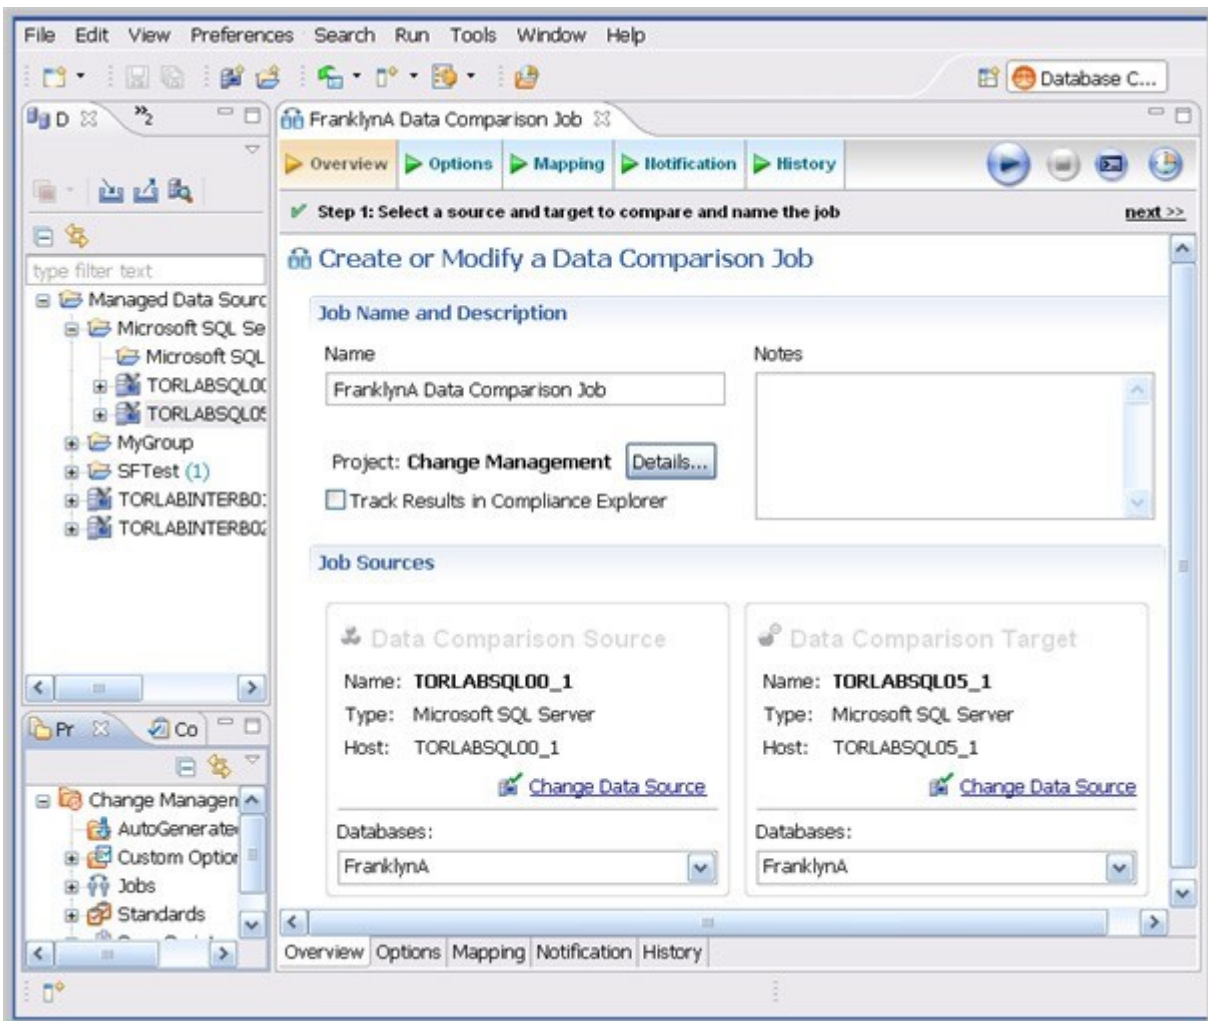 File Edit View Preferences Search Run Tools Window Help
Database C...
D
»2
FranklynA Data Comparison Job
Overview Options Mapping Notification History
Step 1: Select a source and target to compare and name the job
next >>
type filter text
Managed Data Sourc
Microsoft SQL Se
Microsoft SQL
TORLABSQL00
TORLABSQL05
MyGroup
SFTest (1)
TORLABINTERB01
TORLABINTERB02
Create or Modify a Data Comparison Job
Job Name and Description
Name
Notes
FranklynA Data Comparison Job
Project: Change Management
Details...
Track Results in Compliance Explorer
Job Sources
Data Comparison Source
Name: TORLABSQL00_1
Type: Microsoft SQL Server
Host: TORLABSQL00_1
Change Data Source
Databases:
FranklynA
Data Comparison Target
Name: TORLABSQL05_1
Type: Microsoft SQL Server
Host: TORLABSQL05_1
Change Data Source
Databases:
FranklynA
Pr
Co
Change Managen
AutoGenerate
Custom Option
Jobs
Standards
Overview Options Mapping Notification History